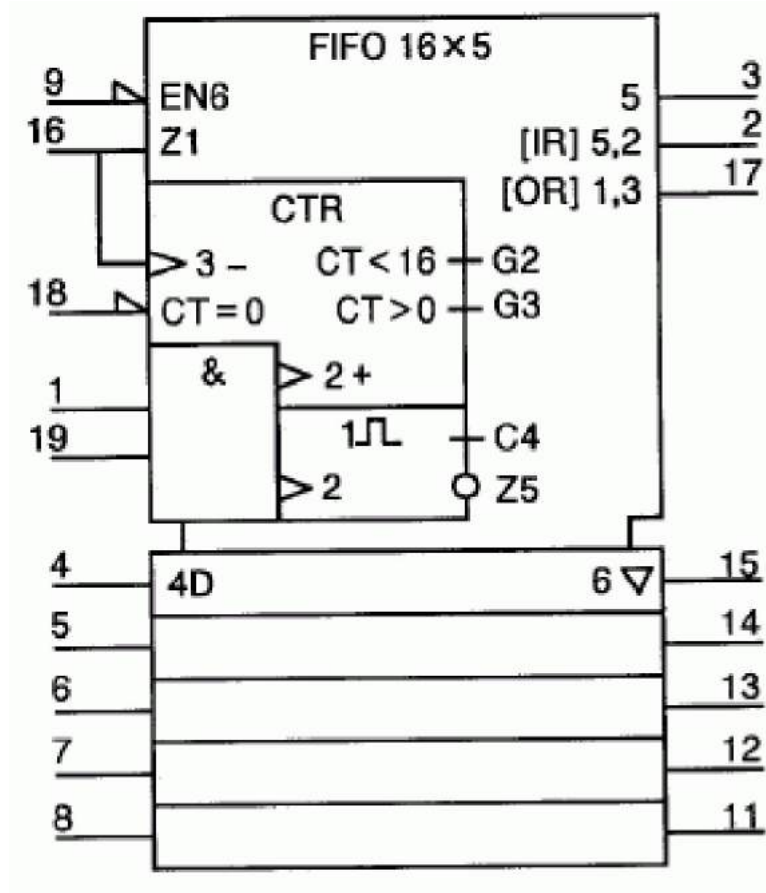 FIFO 16×5
9 EN6 5 3
16 Z1 [IR] 5,2 2
[OR] 1,3 17
CTR
3 – CT<16 G2
18 CT=0 CT>0 G3
& 2+
1
1 C4
19
2 Z5
4 4D 6 15
5 14
6 13
7 12
8 11